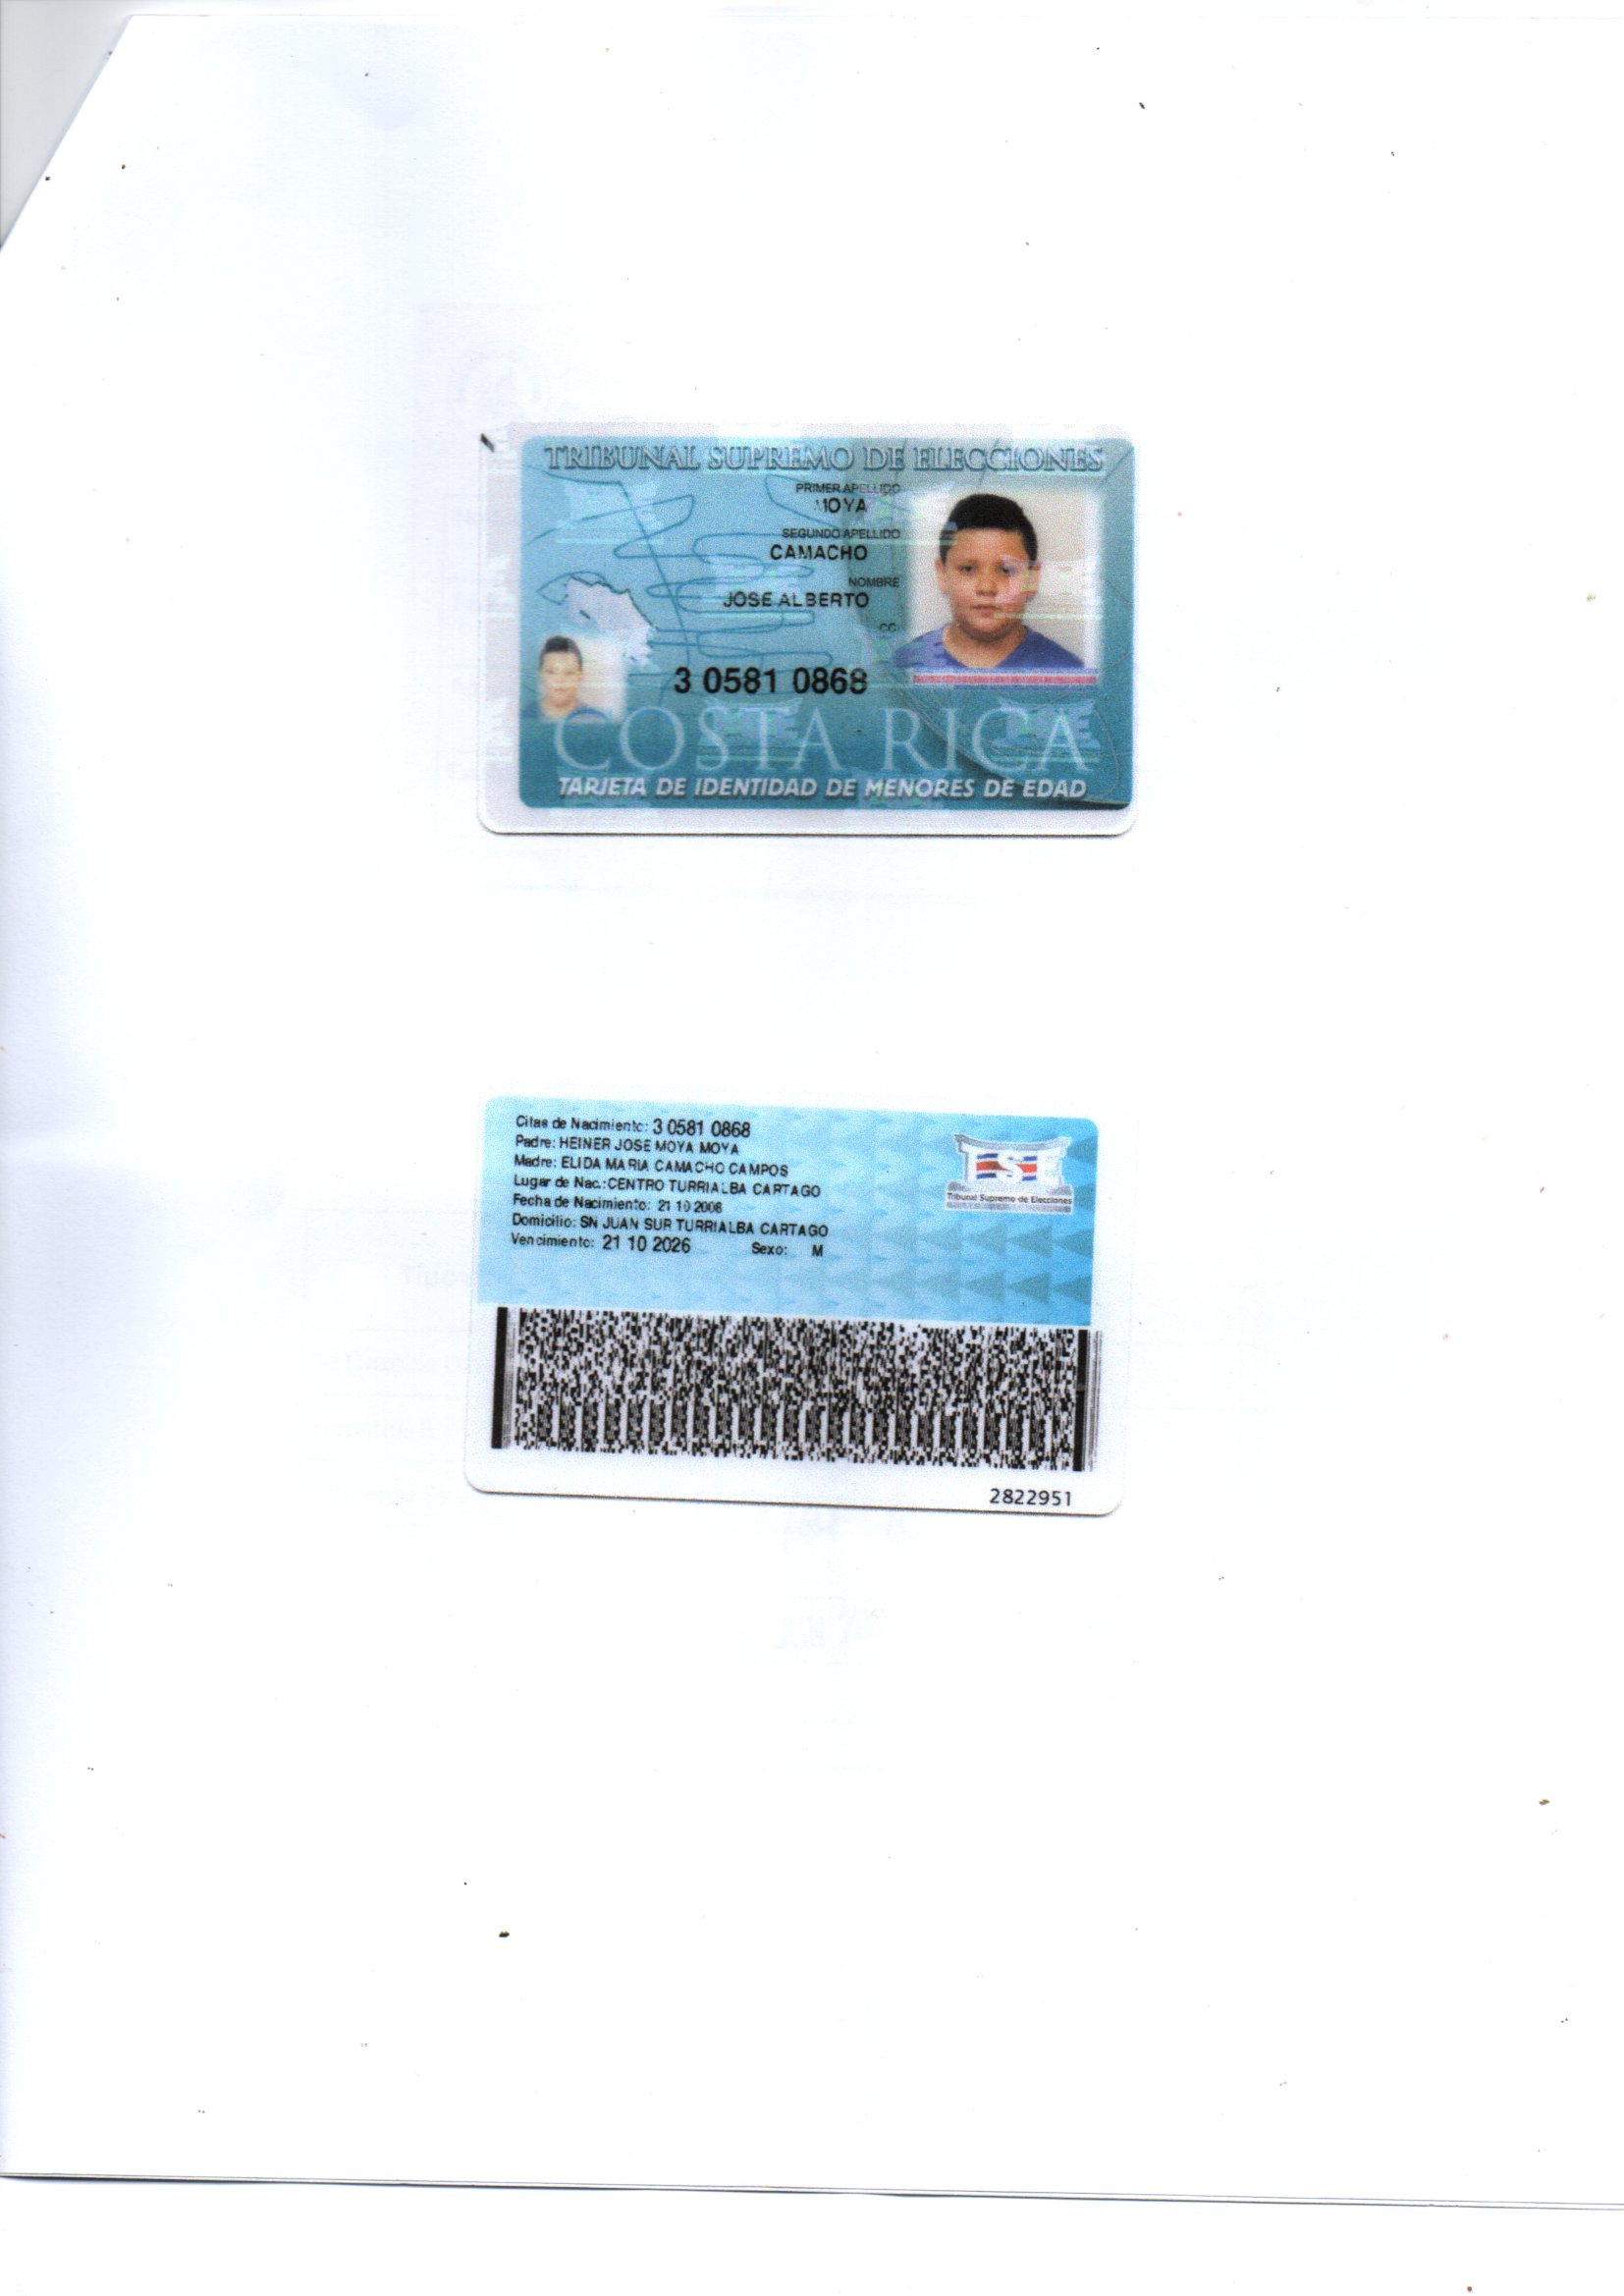 TRIBUNAL SUPREMO DE ELECCIONES
PRIMER APELLIDO
MOYA
SEGUNDO APELLIDO
CAMACHO
NOMBRE
JOSE ALBERTO
CC
3 0581 0868
COSTA RICA
TARJETA DE IDENTIDAD DE MENORES DE EDAD
Citas de Nacimiento: 3 0581 0868
Padre: HEINER JOSE MOYA MOYA
Madre: ELIDA MARIA CAMACHO CAMPOS
Lugar de Nac.: CENTRO TURRIALBA CARTAGO
Fecha de Nacimiento: 21 10 2008
Domicilio: SN JUAN SUR TURRIALBA CARTAGO
Vencimiento: 21 10 2026 Sexo: M
TSE
Tribunal Supremo de Elecciones
2822951